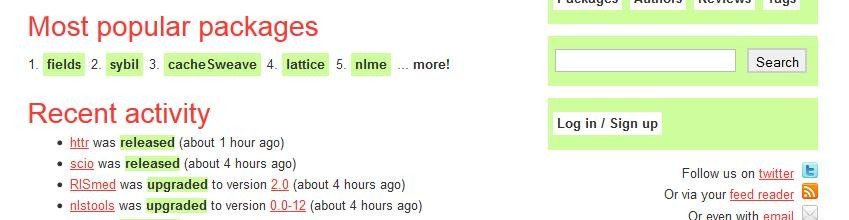 Packages Authors Reviews Tags
Most popular packages
1. fields 2. sybil 3. cacheSweave 4. lattice 5. nlme ... more!
Search
Recent activity
httr was released (about 1 hour ago)
scio was released (about 4 hours ago)
RISmed was upgraded to version 2.0 (about 4 hours ago)
nlstools was upgraded to version 0.0-12 (about 4 hours ago)
Log in / Sign up
Follow us on twitter
Or via your feed reader
Or even with email